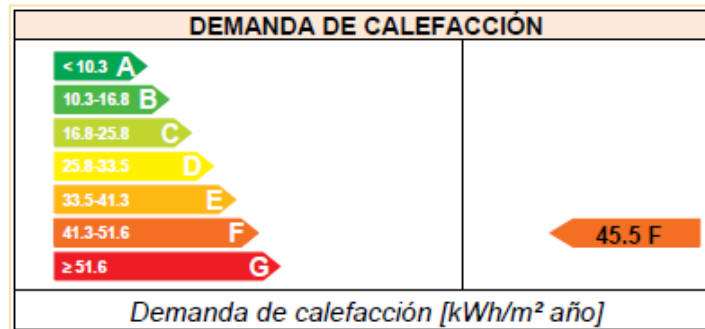 DEMANDA DE CALEFACCIÓN
< 10.3 A
10.3-16.8 B
16.8-25.8 C
25.8-33.5 D
33.5-41.3 E
41.3-51.6 F
45.5 F
≥ 51.6 G
Demanda de calefacción [kWh/m² año]